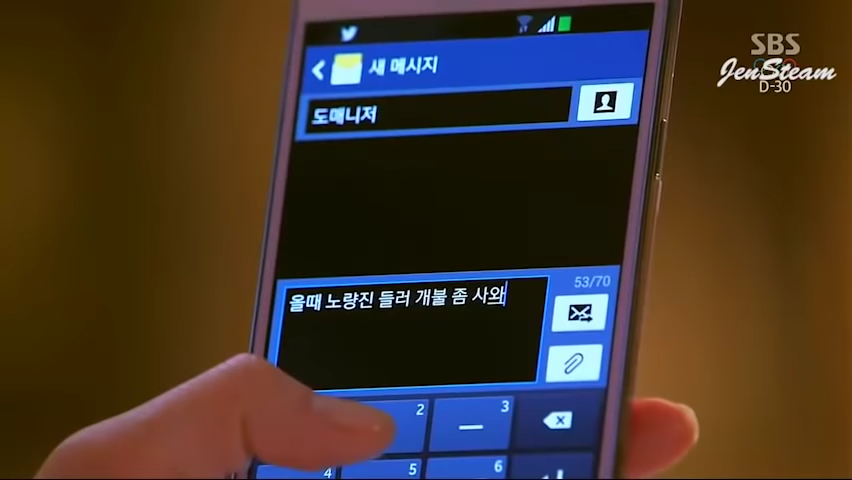 SBS
JenSteam
D-30
새 메시지
도매니저
53/70
올때 노량진 들러 개불 좀 사와
2
3
4
5
6